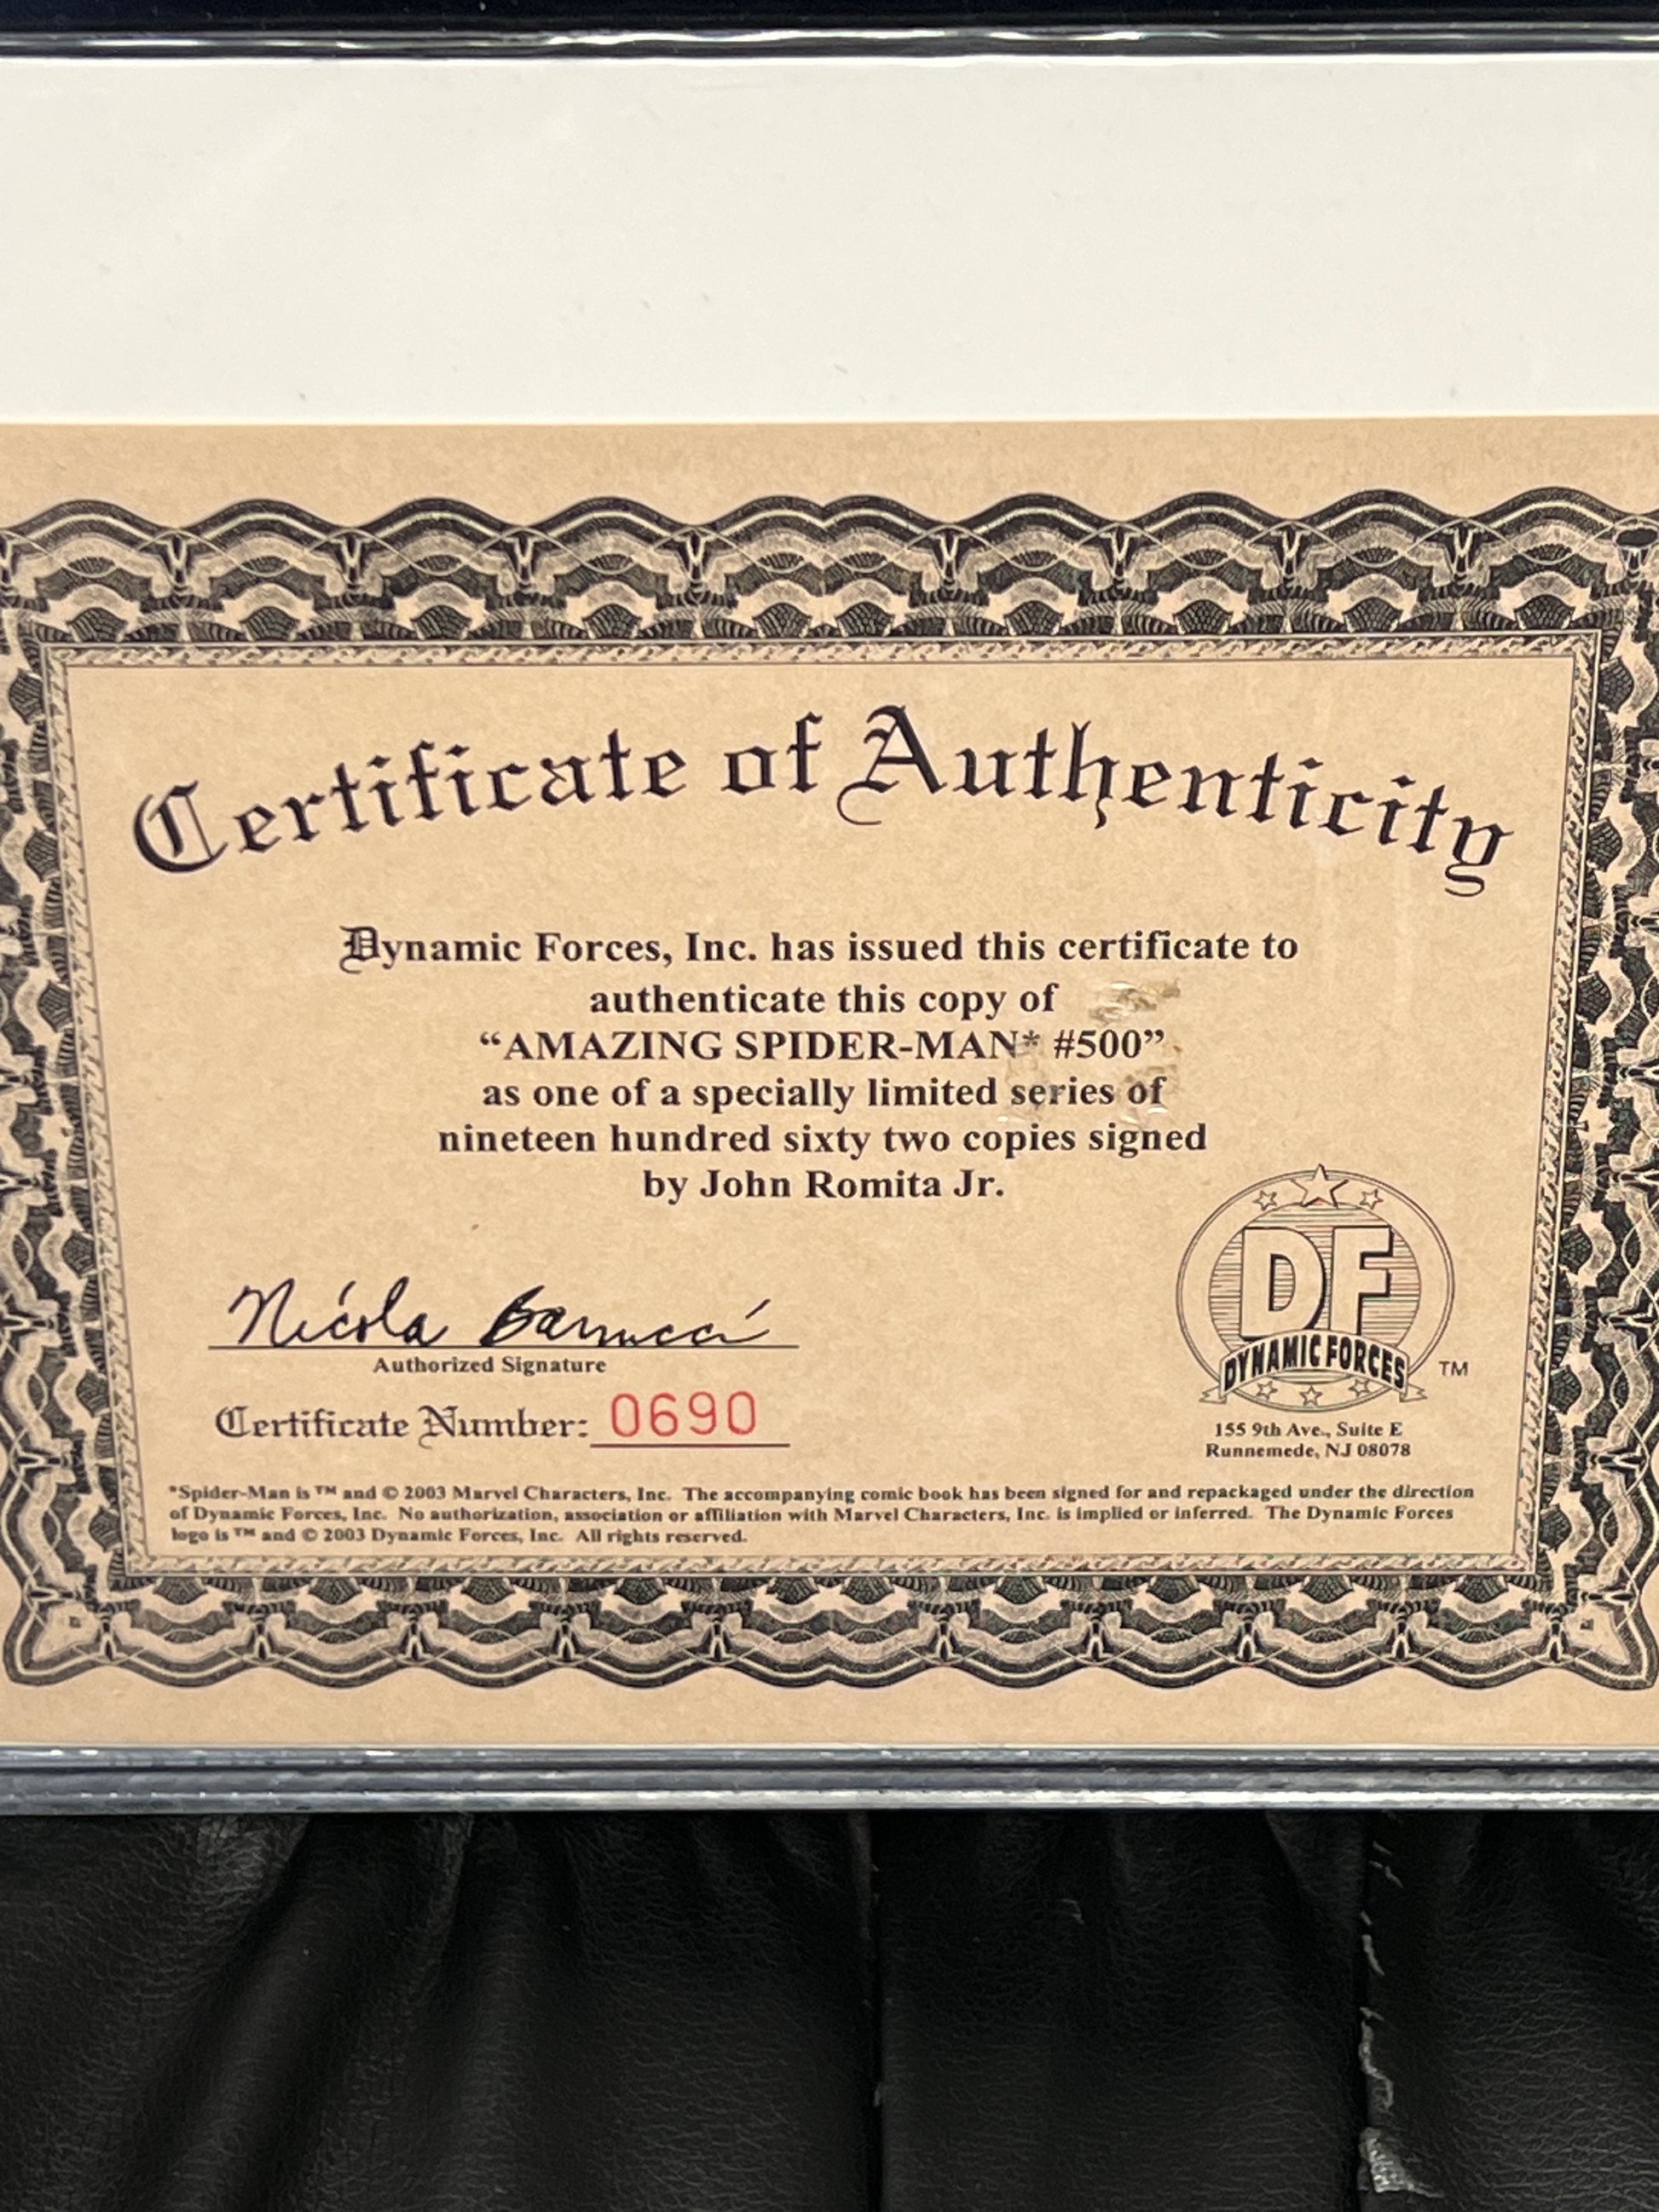 Certificate of Authenticity
Dynamic Forces, Inc. has issued this certificate to
authenticate this copy of
“AMAZING SPIDER-MAN* #500”
as one of a specially limited series of
nineteen hundred sixty two copies signed
by John Romita Jr.
Nicola Barrucci
Authorized Signature
Certificate Number: 0690
DF
DYNAMIC FORCES TM
155 9th Ave., Suite E
Runnemede, NJ 08078
*Spider-Man is ™ and © 2003 Marvel Characters, Inc. The accompanying comic book has been signed for and repackaged under the direction
of Dynamic Forces, Inc. No authorization, association or affiliation with Marvel Characters, Inc. is implied or inferred. The Dynamic Forces
logo is ™ and © 2003 Dynamic Forces, Inc. All rights reserved.